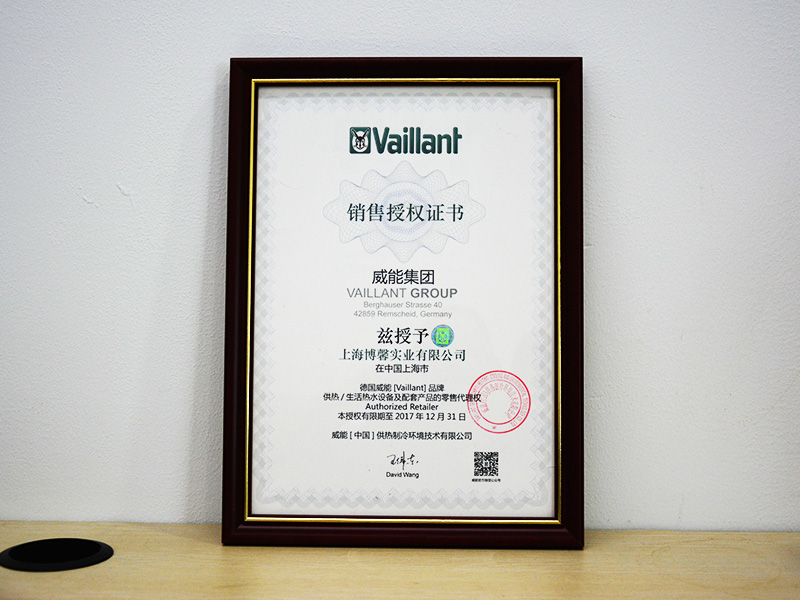 Vaillant
销售授权证书
威能集团
VAILLANT GROUP
Berghauser Strasse 40
42859 Remscheid, Germany
兹授予
上海博馨实业有限公司
在中国上海市
德国威能 [Vaillant] 品牌
供热 / 生活热水设备及配套产品的零售代理权
Authorized Retailer
本授权有限期至 2017 年 12 月 31 日
威能 [ 中国 ] 供热制冷环境技术有限公司
David Wang